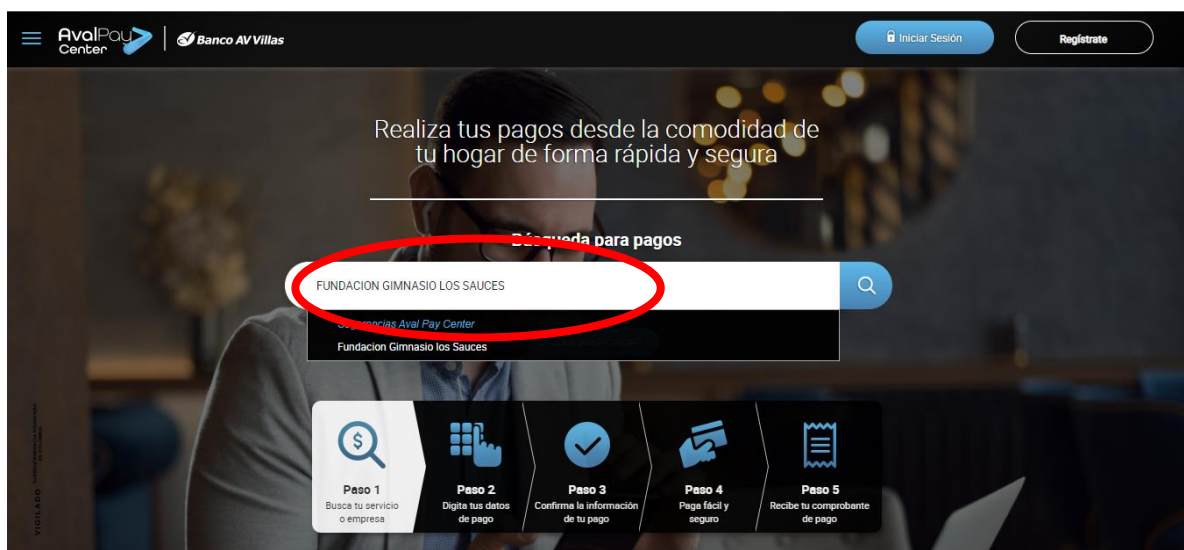 AvalPay Center
Banco AV Villas
Iniciar Sesión
Regístrate
Realiza tus pagos desde la comodidad de
tu hogar de forma rápida y segura
Búsqueda para pagos
FUNDACION GIMNASIO LOS SAUCES
Sugerencias Aval Pay Center
Fundacion Gimnasio los Sauces
Paso 1
Busca tu servicio
o empresa
Paso 2
Digita tus datos
de pago
Paso 3
Confirma la información
de tu pago
Paso 4
Paga fácil y
seguro
Paso 5
Recibe tu comprobante
de pago
VIGILADO